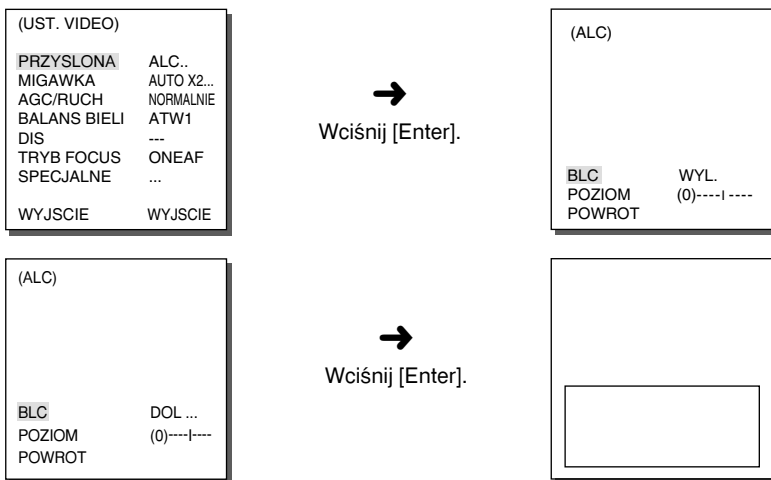 (UST. VIDEO)
PRZYSLONA ALC..
MIGAWKA AUTO X2...
AGC/RUCH NORMALNIE
BALANS BIELI ATW1
DIS ---
TRYB FOCUS ONEAF
SPECJALNE ...
WYJSCIE WYJSCIE
Wciśnij [Enter].
(ALC)
BLC WYL.
POZIOM (0)----I----
POWROT
(ALC)
BLC DOL ...
POZIOM (0)----I----
POWROT
Wciśnij [Enter].